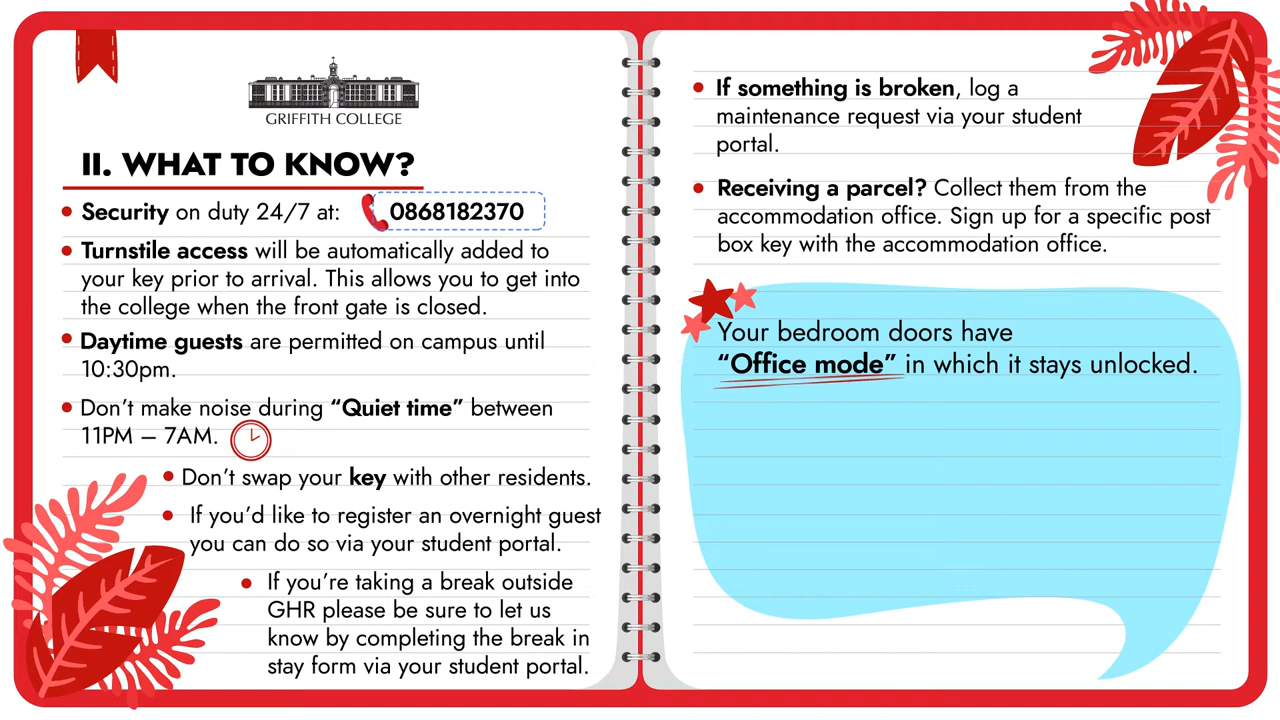 GRIFFITH COLLEGE
II. WHAT TO KNOW?
Security on duty 24/7 at: 0868182370
Turnstile access will be automatically added to
your key prior to arrival. This allows you to get into
the college when the front gate is closed.
Daytime guests are permitted on campus until
10:30pm.
Don’t make noise during “Quiet time” between
11PM – 7AM.
Don’t swap your key with other residents.
If you’d like to register an overnight guest
you can do so via your student portal.
If you’re taking a break outside
GHR please be sure to let us
know by completing the break in
stay form via your student portal.
If something is broken, log a
maintenance request via your student
portal.
Receiving a parcel? Collect them from the
accommodation office. Sign up for a specific post
box key with the accommodation office.
Your bedroom doors have
“Office mode” in which it stays unlocked.